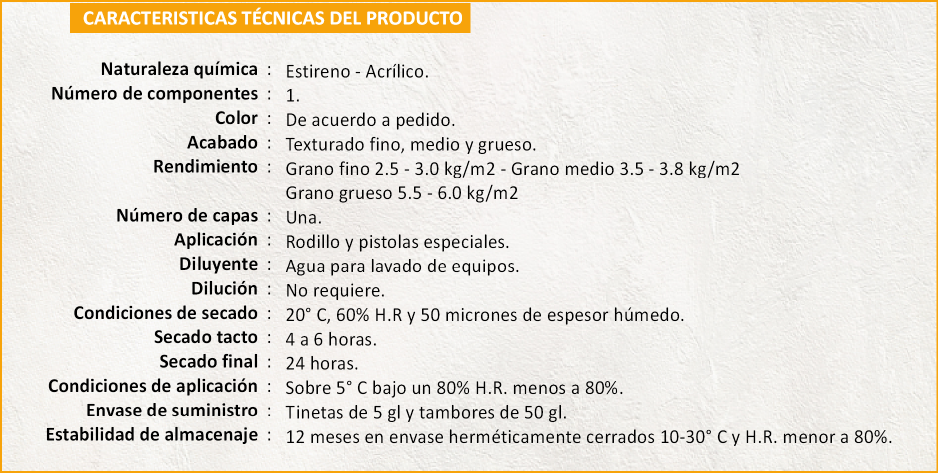 CARACTERISTICAS TÉCNICAS DEL PRODUCTO
Naturaleza química : Estireno - Acrílico.
Número de componentes : 1.
Color : De acuerdo a pedido.
Acabado : Texturado fino, medio y grueso.
Rendimiento : Grano fino 2.5 - 3.0 kg/m2 - Grano medio 3.5 - 3.8 kg/m2
Grano grueso 5.5 - 6.0 kg/m2
Número de capas : Una.
Aplicación : Rodillo y pistolas especiales.
Diluyente : Agua para lavado de equipos.
Dilución : No requiere.
Condiciones de secado : 20° C, 60% H.R y 50 micrones de espesor húmedo.
Secado tacto : 4 a 6 horas.
Secado final : 24 horas.
Condiciones de aplicación : Sobre 5° C bajo un 80% H.R. menos a 80%.
Envase de suministro : Tinetas de 5 gl y tambores de 50 gl.
Estabilidad de almacenaje : 12 meses en envase herméticamente cerrados 10-30° C y H.R. menor a 80%.